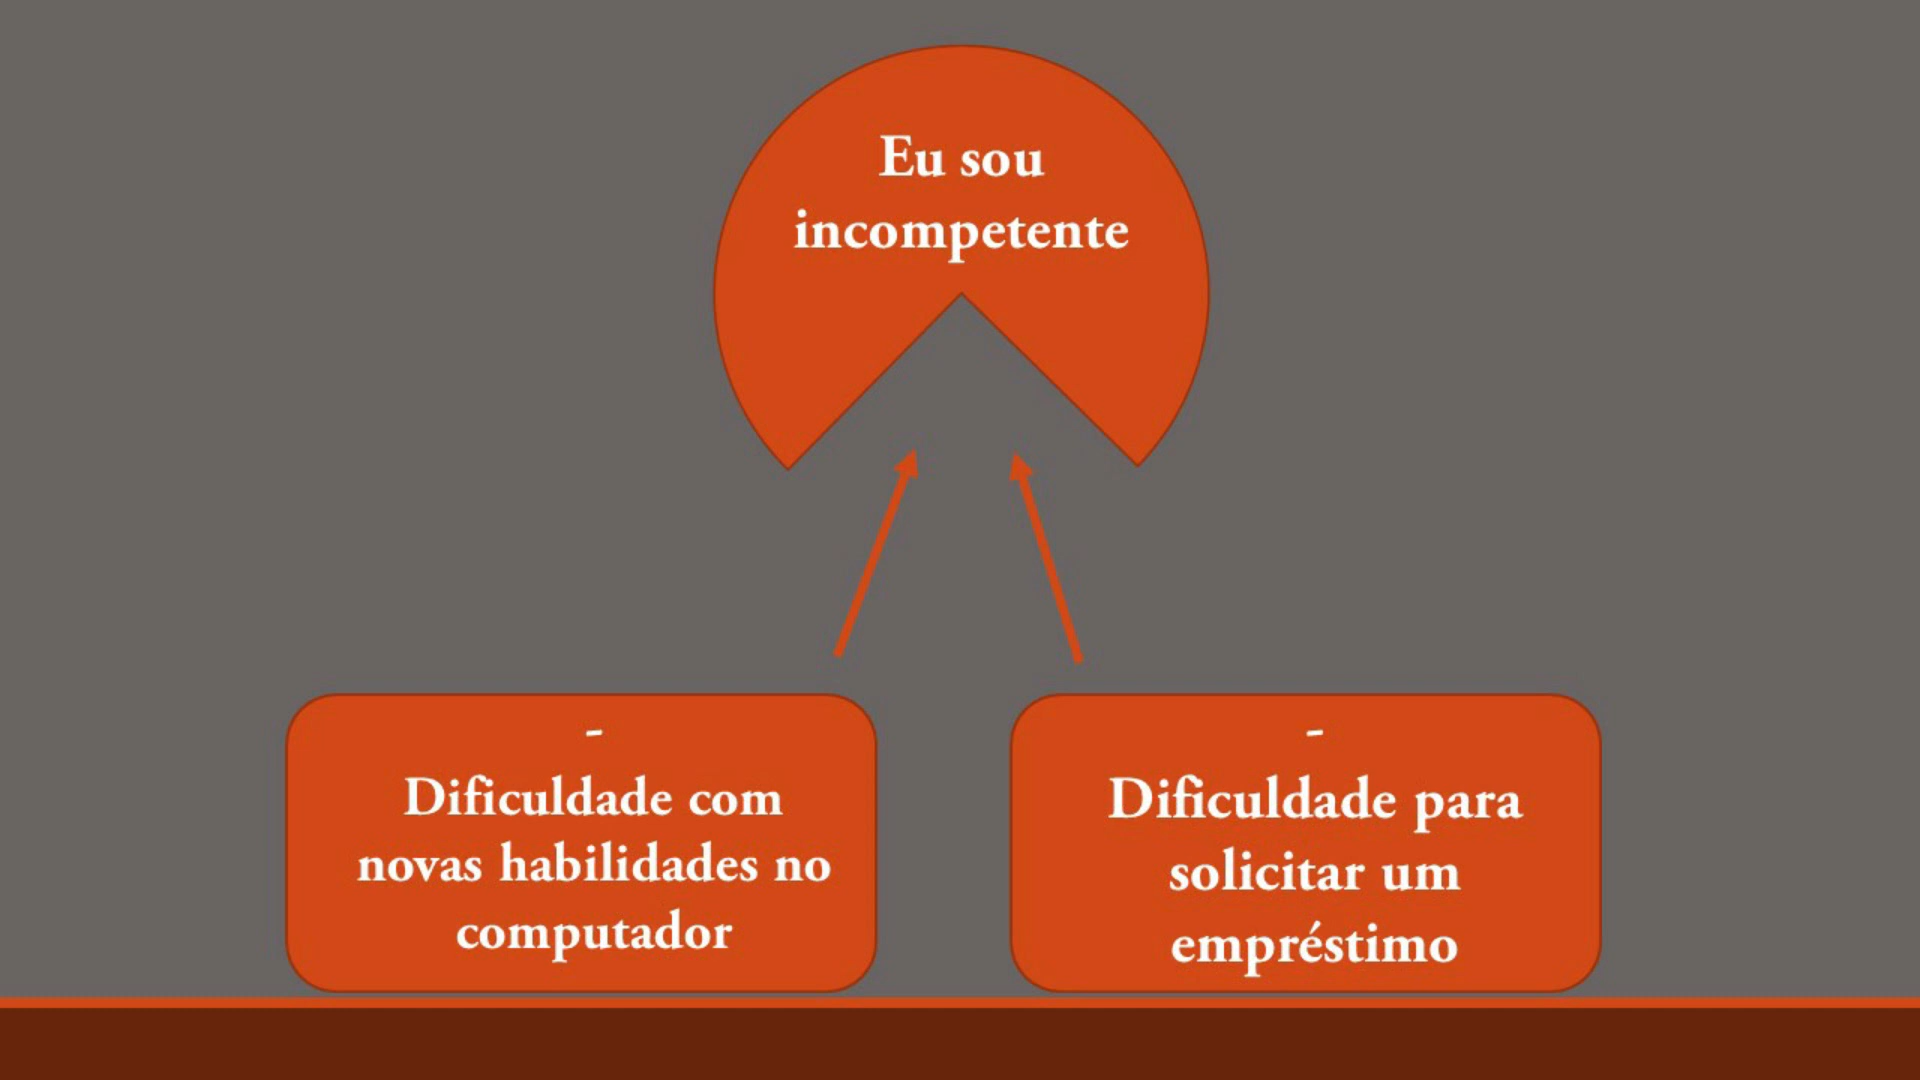 Eu sou
incompetente
-
Dificuldade com
novas habilidades no
computador
-
Dificuldade para
solicitar um
empréstimo